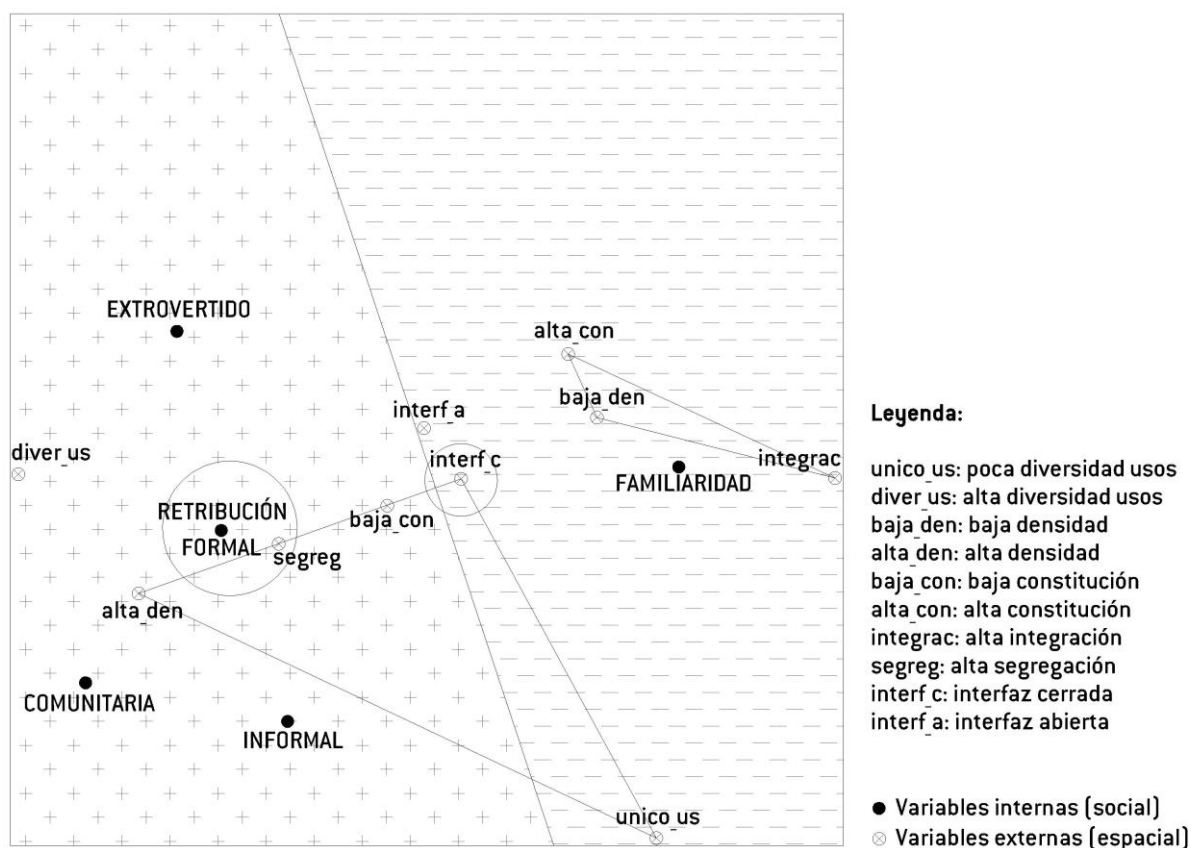 EXTROVERTIDO
alta_con
baja_den
interf_a
diver_us
interf_c
integrac
FAMILIARIDAD
RETRIBUCIÓN
FORMAL
baja_con
segreg
alta_den
COMUNITARIA
INFORMAL
unico_us
Leyenda:
unico_us: poca diversidad usos
diver_us: alta diversidad usos
baja_den: baja densidad
alta_den: alta densidad
baja_con: baja constitución
alta_con: alta constitución
integrac: alta integración
segreg: alta segregación
interf_c: interfaz cerrada
interf_a: interfaz abierta
Variables internas (social)
Variables externas (espacial)